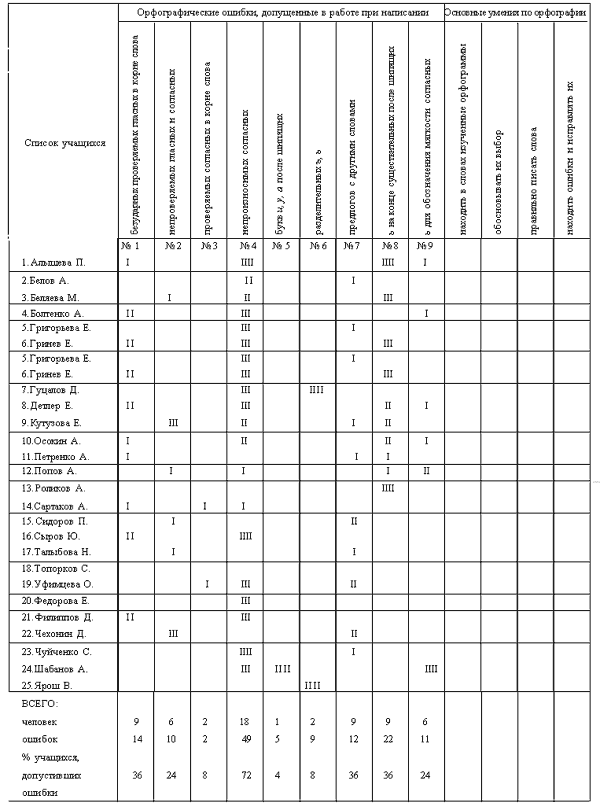 Орфографические ошибки, допущенные в работе при написании Основные умения по орфографии
Список учащихся
безударных проверяемых гласных в корне слова
непроверяемых гласных и согласных
проверяемых согласных в корне слова
непроизносимых согласных
букв и, у, а после шипящих
разделительных ъ, ь
предлогов с другими словами
ь на конце существительных после шипящих
ь для обозначения мягкости согласных
находить в словах изученные орфограммы
обосновывать их выбор
правильно писать слова
находить ошибки и исправлять их
№ 1 № 2 № 3 № 4 № 5 № 6 № 7 № 8 № 9
1.Алышева П. I IIII IIII I
2.Белов А. II I
3.Беляева М. I II III
4.Болтенко А. II III I
5.Григорьева Е. III I
6.Гринев Е. II III III
5.Григорьева Е. III I
6.Гринев Е. II III III
7.Гуцалов Д. III IIII
8.Детлер Е. II III II I
9.Кутузова Е. III II I II
10.Осокин А. I II II I
11.Петренко А. I I I
12.Попов А. I I I II
13.Роликов А. IIII
14.Сартаков А. I I I
15.Сидоров П. I II
16.Сыров Ю. II IIII
17.Талыбова Н. I I
18.Топорков С.
19.Уфимцева О. I III II
20.Федорова Е. III
21.Филиппов Д. II III
22.Чехонин Д. III II
23.Чуйченко С. IIII I
24.Шабанов А. III IIII IIII
25.Ярош В. IIII
ВСЕГО:
человек 9 6 2 18 1 2 9 9 6
ошибок 14 10 2 49 5 9 12 22 11
% учащихся,
допустивших 36 24 8 72 4 8 36 36 24
ошибки